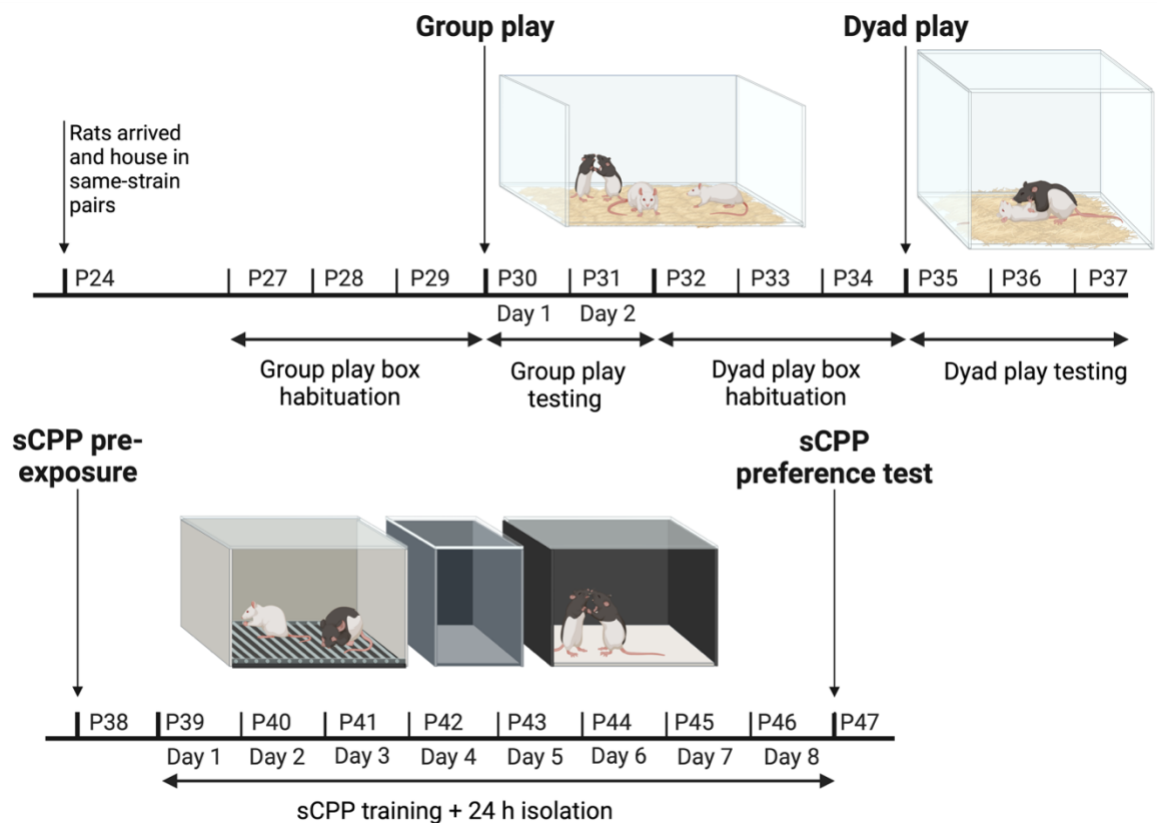 Group play
Dyad play
Rats arrived
and house in
same-strain
pairs
P24
P27
P28
P29
P30
P31
P32
P33
P34
P35
P36
P37
Day 1
Day 2
Group play box
habituation
Group play
testing
Dyad play box
habituation
Dyad play testing
sCPP pre-
exposure
sCPP
preference test
P38
P39
P40
P41
P42
P43
P44
P45
P46
P47
Day 1
Day 2
Day 3
Day 4
Day 5
Day 6
Day 7
Day 8
sCPP training + 24 h isolation